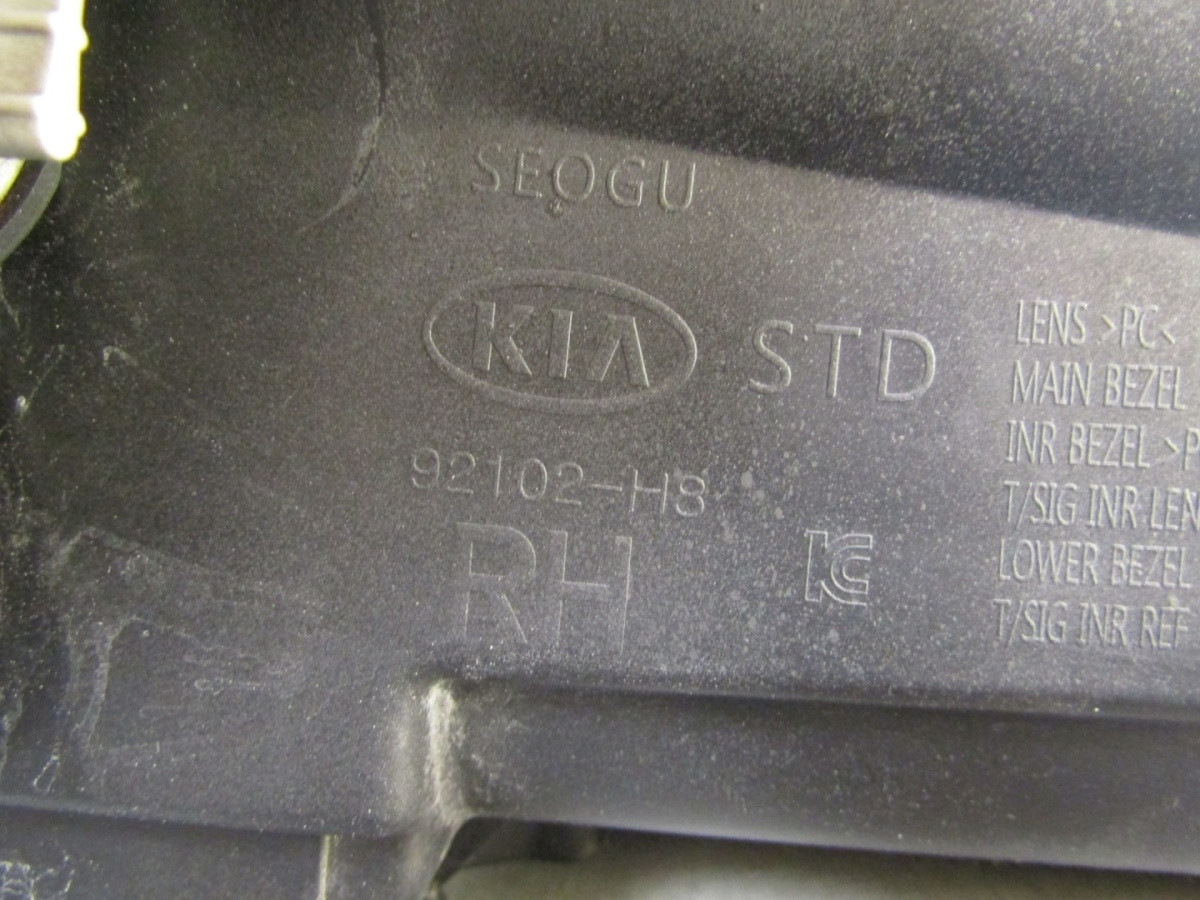 SEOGU
KIA STD
92102-H8
RH
KC
LENS >PC<
MAIN BEZEL
INR BEZEL >P
T/SIG INR LEN
LOWER BEZEL
T/SIG INR REF